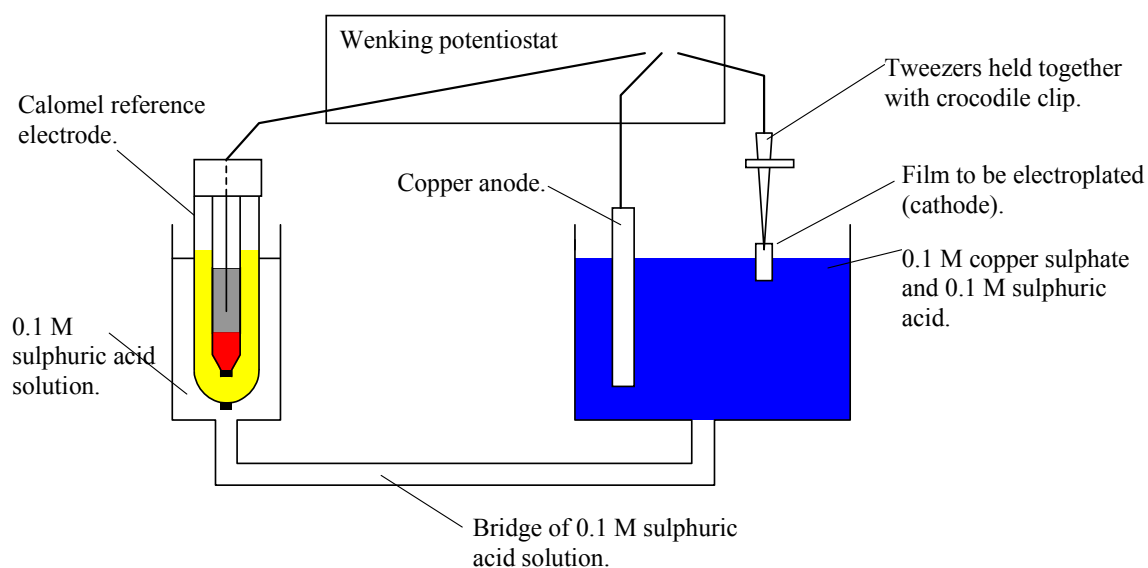 Wenking potentiostat
Tweezers held together
with crocodile clip.
Calomel reference
electrode.
Copper anode.
Film to be electroplated
(cathode).
0.1 M copper sulphate
and 0.1 M sulphuric
acid.
0.1 M
sulphuric acid
solution.
Bridge of 0.1 M sulphuric
acid solution.